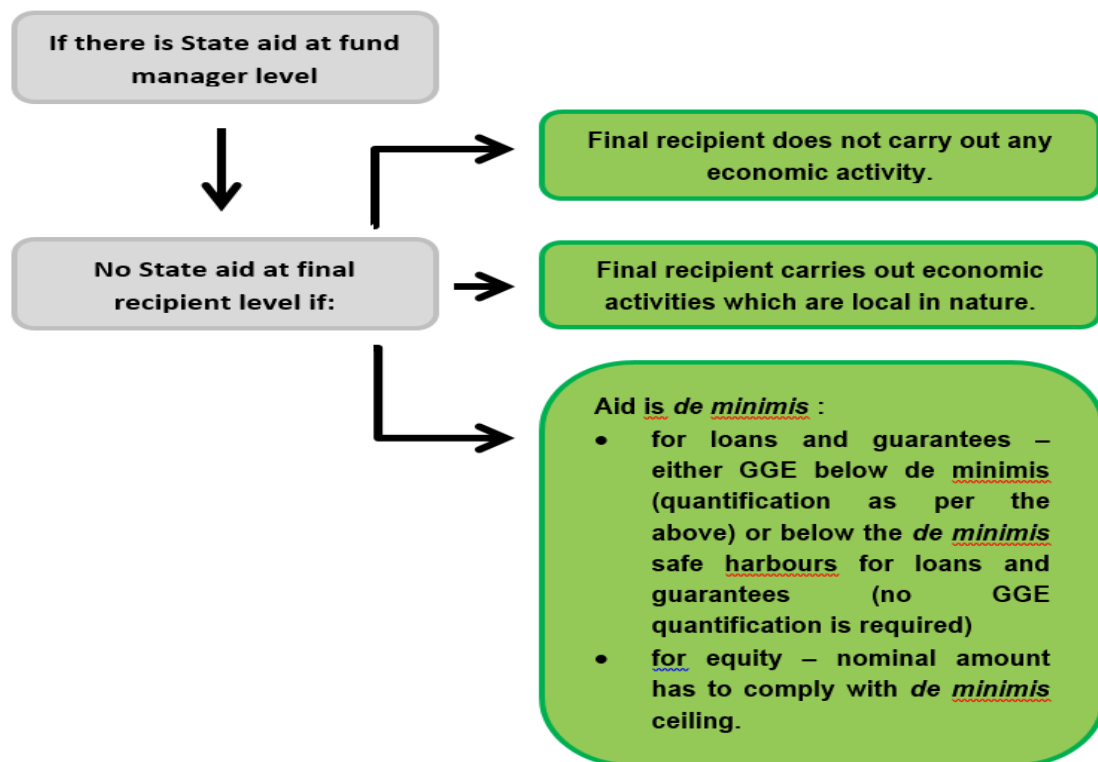 If there is State aid at fund
manager level
Final recipient does not carry out any
economic activity.
No State aid at final
recipient level if:
Final recipient carries out economic
activities which are local in nature.
Aid is de minimis :
• for loans and guarantees –
either GGE below de minimis
(quantification as per the
above) or below the de minimis
safe harbours for loans and
guarantees (no GGE
quantification is required)
• for equity – nominal amount
has to comply with de minimis
ceiling.